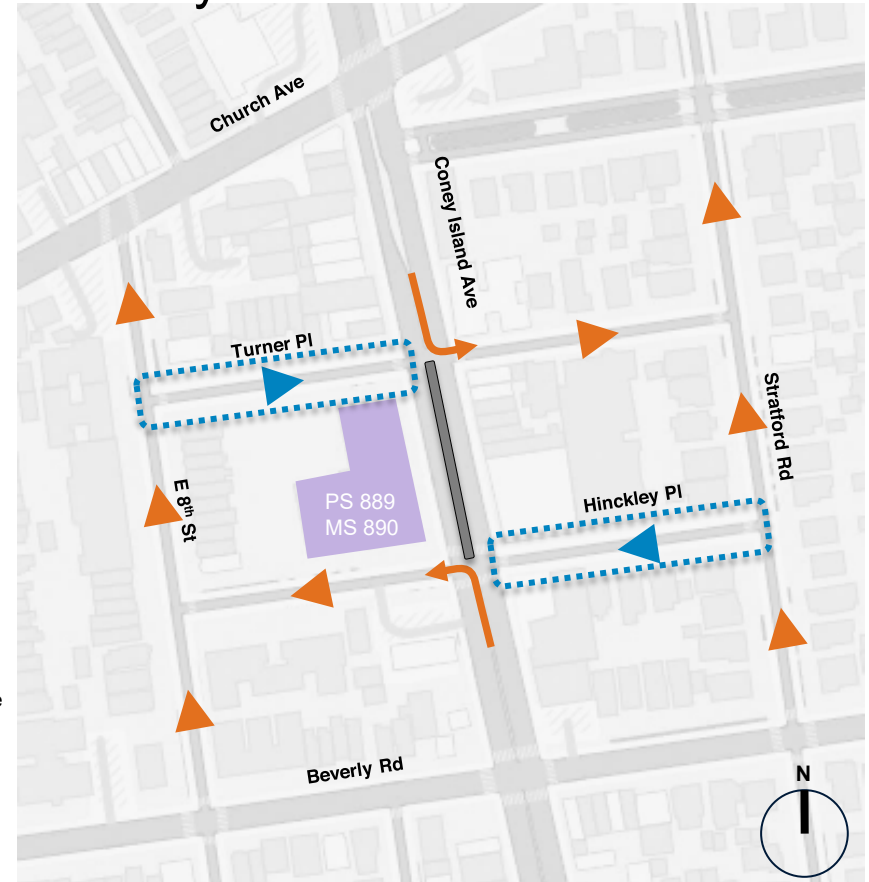 Church Ave
Coney Island Ave
Turner Pl
Stratford Rd
E 8th St
PS 889
MS 890
Hinckley Pl
Beverly Rd
N